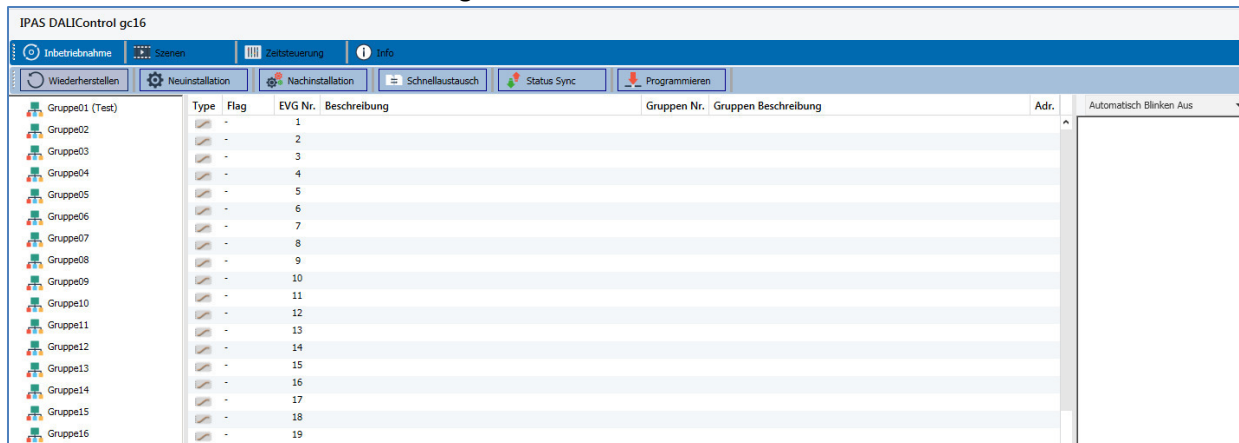 IPAS DALIControl gc16
Inbetriebnahme Szenen Zeitsteuerung Info
Wiederherstellen Neuinstallation Nachinstallation Schnellaustausch Status Sync Programmieren
Type Flag EVG Nr. Beschreibung Gruppen Nr. Gruppen Beschreibung Adr. Automatisch Blinken Aus
Gruppe01 (Test) - 1
Gruppe02 - 2
Gruppe03 - 3
Gruppe04 - 4
Gruppe05 - 5
Gruppe06 - 6
Gruppe07 - 7
Gruppe08 - 8
Gruppe09 - 9
Gruppe10 - 10
Gruppe11 - 11
Gruppe12 - 12
Gruppe13 - 13
Gruppe14 - 14
Gruppe15 - 15
Gruppe16 - 16
- 17
- 18
- 19